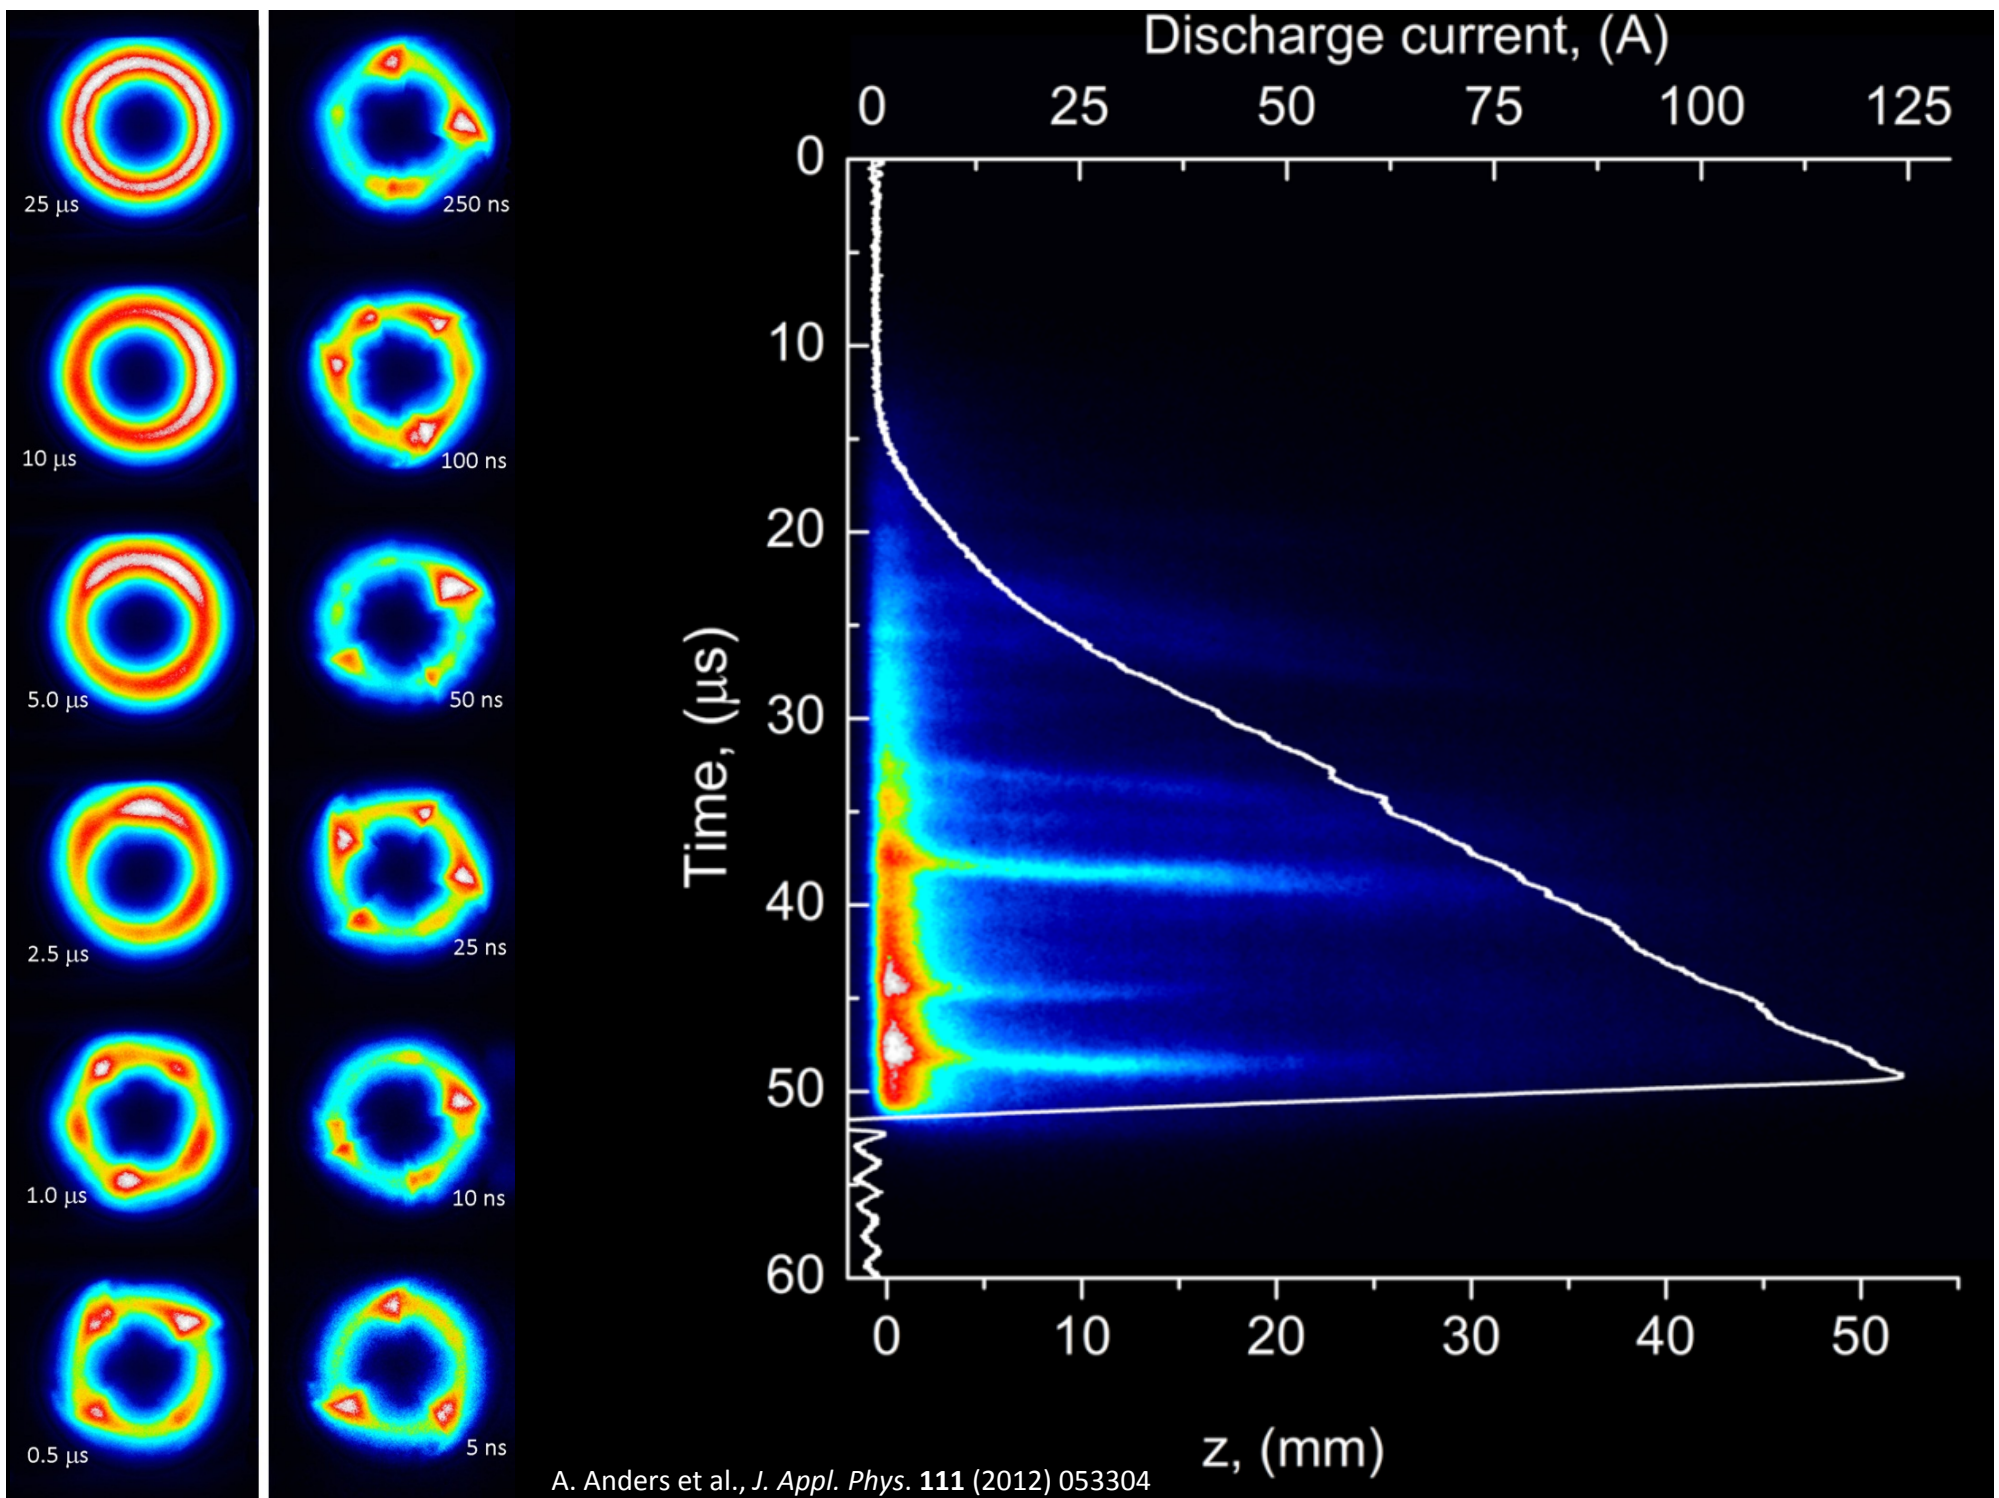 25 μs
10 μs
5.0 μs
2.5 μs
1.0 μs
0.5 μs
250 ns
100 ns
50 ns
25 ns
10 ns
5 ns
Discharge current, (A)
0 25 50 75 100 125
Time, (μs)
0
10
20
30
40
50
60
0 10 20 30 40 50
z, (mm)
A. Anders et al., J. Appl. Phys. 111 (2012) 053304